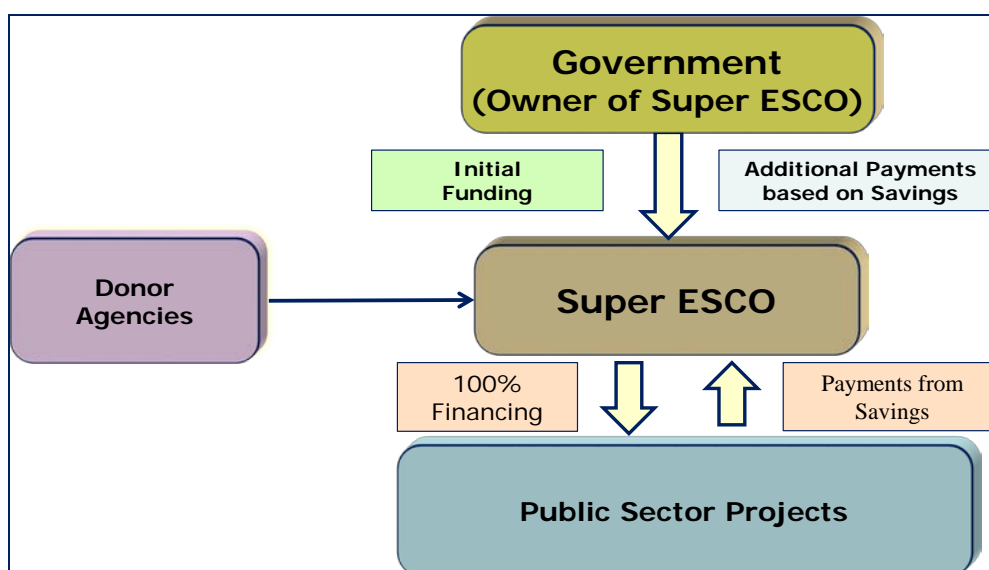 Government
(Owner of Super ESCO)
Initial
Funding
Additional Payments
based on Savings
Donor
Agencies
Super ESCO
100%
Financing
Payments from
Savings
Public Sector Projects